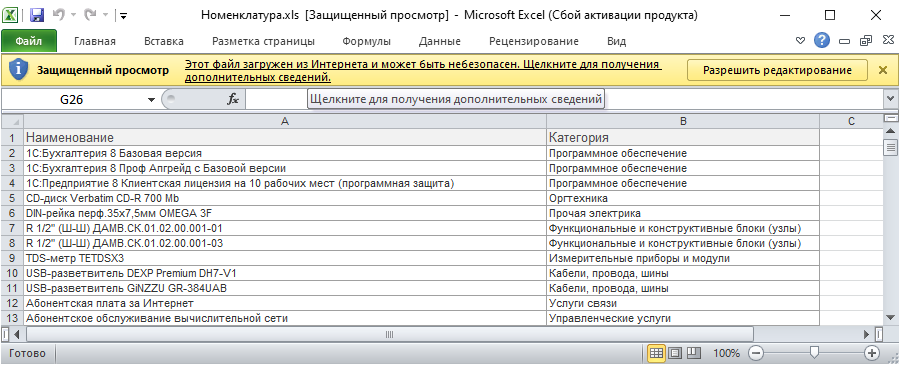 Номенклатура.xls [Защищенный просмотр] - Microsoft Excel (Сбой активации продукта)
Файл Главная Вставка Разметка страницы Формулы Данные Рецензирование Вид
Защищенный просмотр Этот файл загружен из Интернета и может быть небезопасен. Щелкните для получения дополнительных сведений. Разрешить редактирование
G26 fx Щелкните для получения дополнительных сведений
A B C
1 Наименование Категория
2 1С:Бухгалтерия 8 Базовая версия Программное обеспечение
3 1С:Бухгалтерия 8 Проф Апгрейд с Базовой версии Программное обеспечение
4 1С:Предприятие 8 Клиентская лицензия на 10 рабочих мест (программная защита) Программное обеспечение
5 CD-диск Verbatim CD-R 700 Mb Оргтехника
6 DIN-рейка перф.35х7,5мм OMEGA 3F Прочая электрика
7 R 1/2" (Ш-Ш) ДАМВ.СК.01.02.00.001-01 Функциональные и конструктивные блоки (узлы)
8 R 1/2" (Ш-Ш) ДАМВ.СК.01.02.00.001-03 Функциональные и конструктивные блоки (узлы)
9 TDS-метр TETDSX3 Измерительные приборы и модули
10 USB-разветвитель DEXP Premium DH7-V1 Кабели, провода, шины
11 USB-разветвитель GiNZZU GR-384UAB Кабели, провода, шины
12 Абонентская плата за Интернет Услуги связи
13 Абонентское обслуживание вычислительной сети Управленческие услуги
Готово 100%